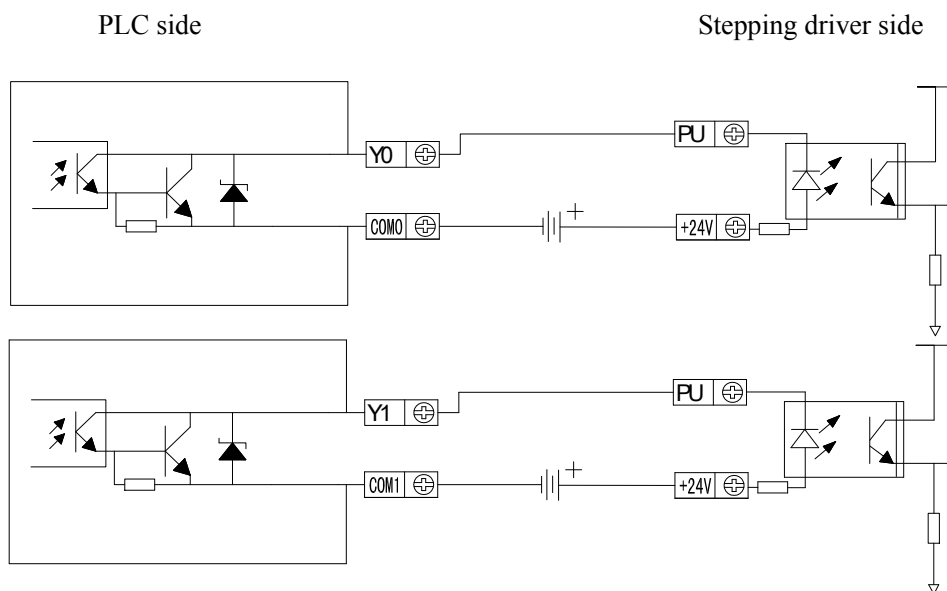 PLC side Stepping driver side
Y0 PU
COM0 + +24V
Y1 PU
COM1 + +24V